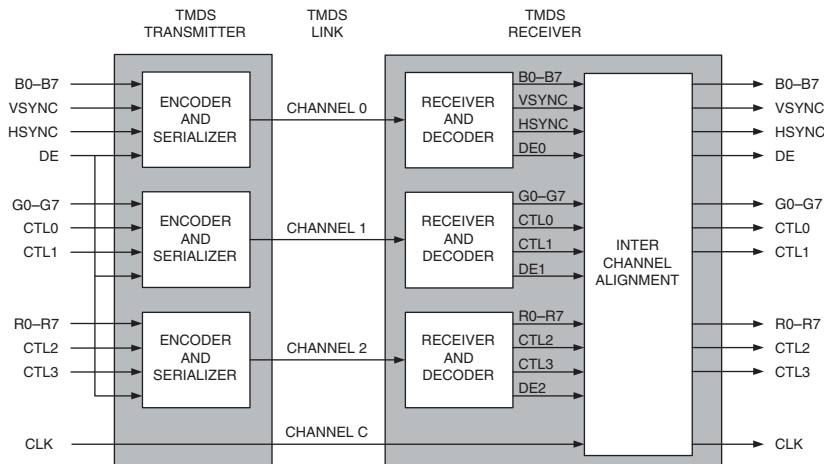 TMDS
TRANSMITTER
TMDS
LINK
TMDS
RECEIVER
B0–B7
VSYNC
HSYNC
DE
ENCODER
AND
SERIALIZER
CHANNEL 0
RECEIVER
AND
DECODER
B0–B7
VSYNC
HSYNC
DE0
B0–B7
VSYNC
HSYNC
DE
G0–G7
CTL0
CTL1
ENCODER
AND
SERIALIZER
CHANNEL 1
RECEIVER
AND
DECODER
G0–G7
CTL0
CTL1
DE1
INTER
CHANNEL
ALIGNMENT
G0–G7
CTL0
CTL1
R0–R7
CTL2
CTL3
ENCODER
AND
SERIALIZER
CHANNEL 2
RECEIVER
AND
DECODER
R0–R7
CTL2
CTL3
DE2
R0–R7
CTL2
CTL3
CLK
CHANNEL C
CLK